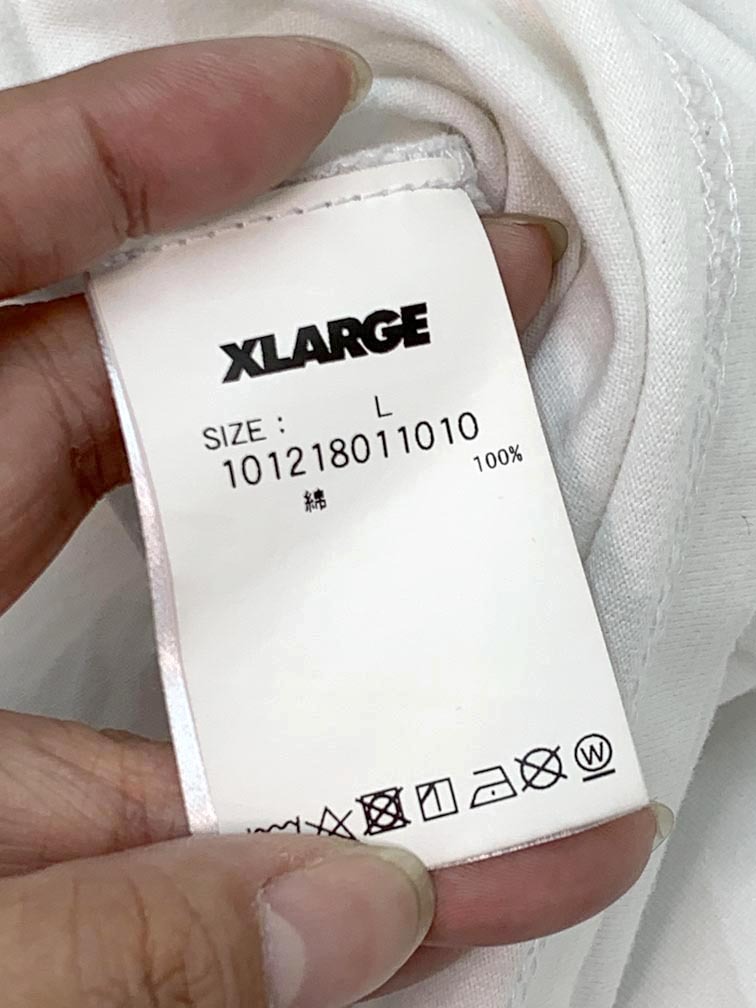 XLARGE
SIZE : L
101218011010
綿 100%
W